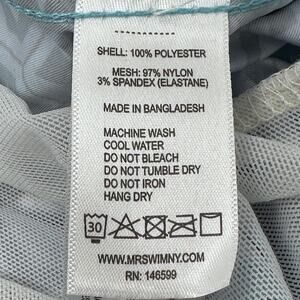 SHELL: 100% POLYESTER
MESH: 97% NYLON
3% SPANDEX (ELASTANE)
MADE IN BANGLADESH
MACHINE WASH
COOL WATER
DO NOT BLEACH
DO NOT TUMBLE DRY
DO NOT IRON
HANG DRY
30
WWW.MRSWIMNY.COM
RN: 146599